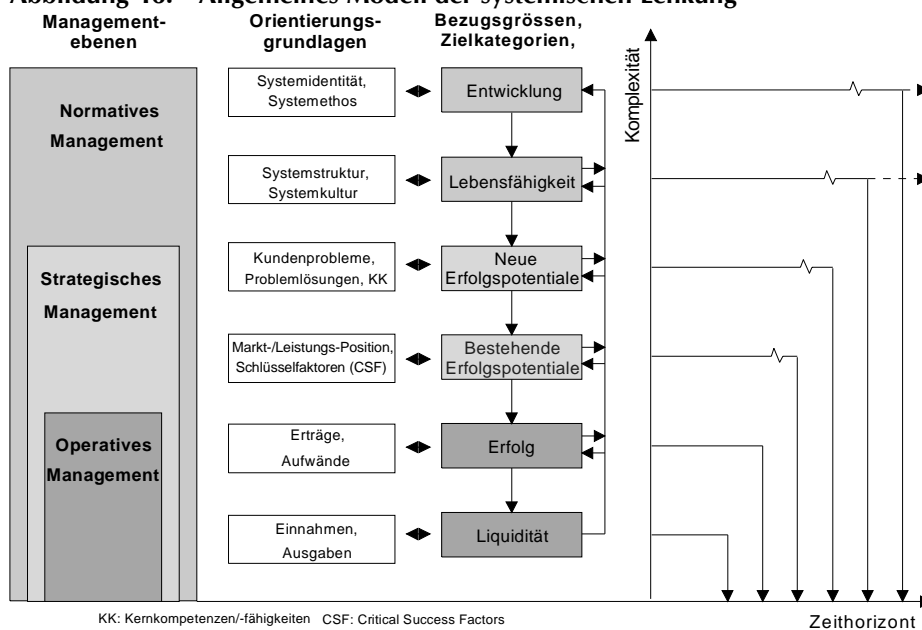 Abbildung 18: Allgemeines Modell der systemischen Lenkung
Management-
ebenen
Orientierungs-
grundlagen
Bezugsgrössen,
Zielkategorien,
Normatives
Management
Strategisches
Management
Operatives
Management
Systemidentität,
Systemethos
Systemstruktur,
Systemkultur
Kundenprobleme,
Problemlösungen, KK
Markt-/Leistungs-Position,
Schlüsselfaktoren (CSF)
Erträge,
Aufwände
Einnahmen,
Ausgaben
Entwicklung
Lebensfähigkeit
Neue
Erfolgspotentiale
Bestehende
Erfolgspotentiale
Erfolg
Liquidität
Komplexität
Zeithorizont
KK: Kernkompetenzen/-fähigkeiten CSF: Critical Success Factors